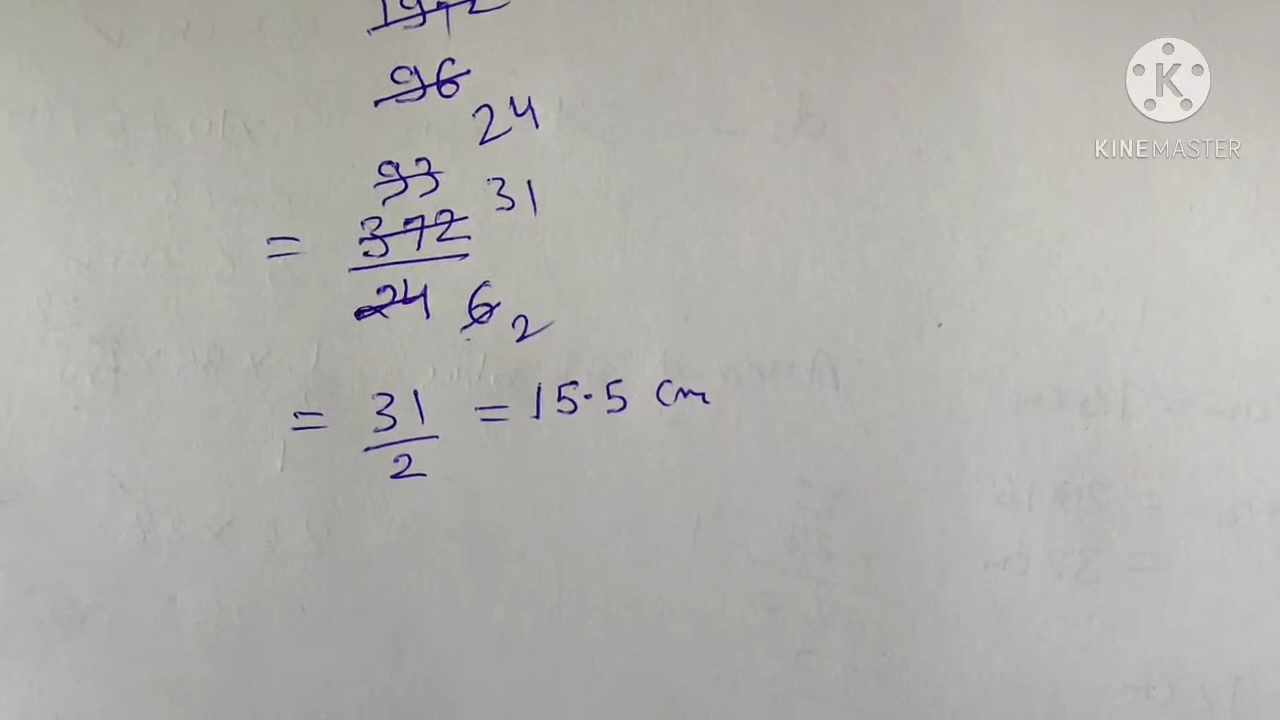 96
24
93
= 372 31
24 6 2
= 31/2 = 15.5 cm
K
KINEMASTER